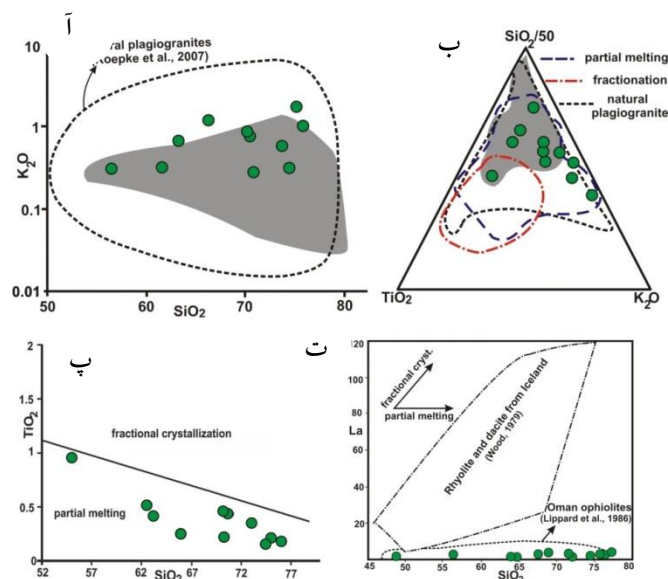 آ
ral plagiogranites
oepke et al., 2007)
10
1
0.1
0.01
K₂O
50
60
70
80
SiO₂
ب
SiO₂/50
partial melting
fractionation
natural
plagiogranite
TiO₂
K₂O
پ
2
1.5
1
0.5
0
TiO₂
fractional crystallization
partial melting
52
57
62
67
72
77
SiO₂
ت
120
100
80
60
40
20
La
fractional cryst.
partial melting
Rhyolite and dacite from Iceland
(Wood, 1979)
Oman ophiolites
(Lippard et al., 1986)
45
50
55
60
65
70
75
80
SiO₂